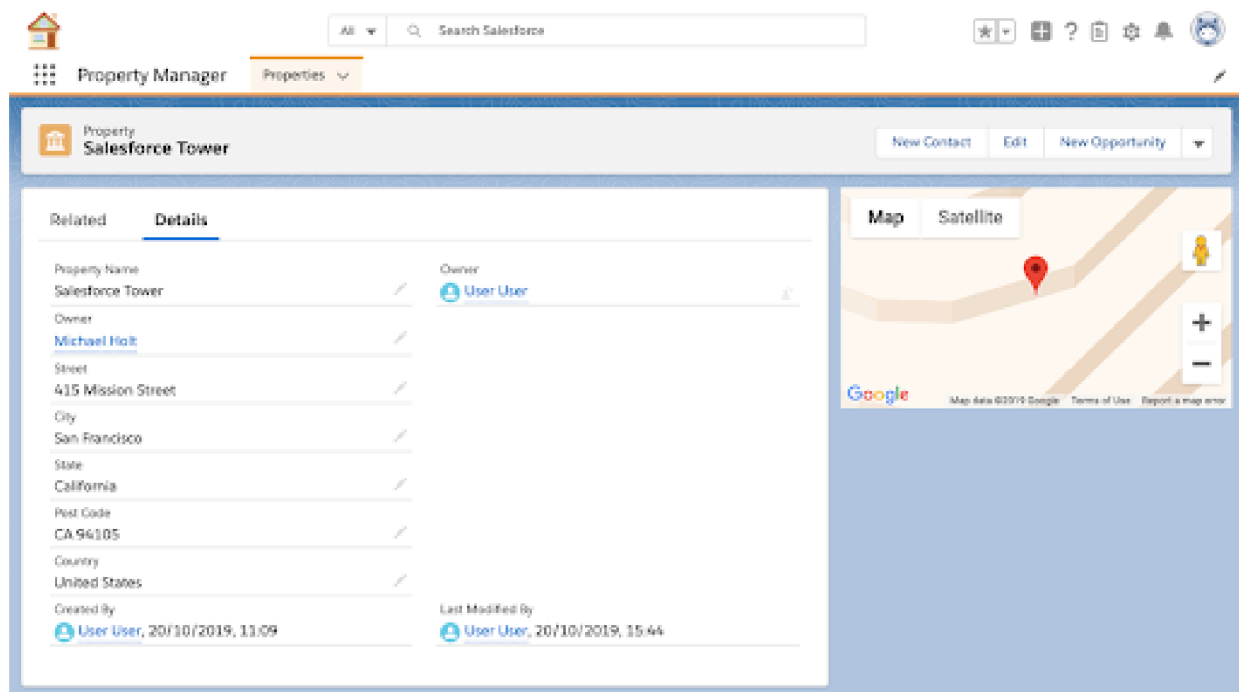 All
Search Salesforce
Property Manager
Properties
Property
Salesforce Tower
New Contact
Edit
New Opportunity
Related
Details
Property Name
Salesforce Tower
Owner
User User
Owner
Michael Holt
Street
415 Mission Street
City
San Francisco
State
California
Post Code
CA 94105
Country
United States
Created By
User User, 20/10/2019, 11:09
Last Modified By
User User, 20/10/2019, 15:44
Map
Satellite
Google
Map data ©2019 Google
Terms of Use
Report a map error